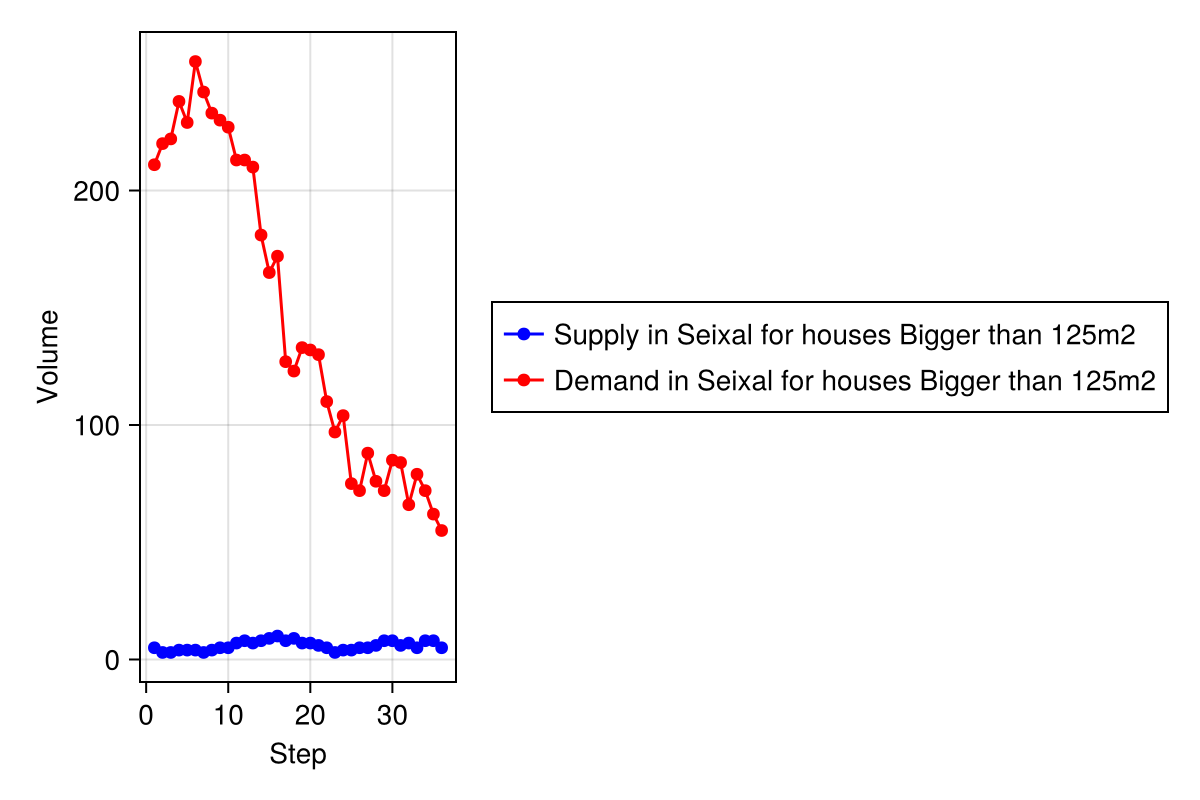 200
100
0
Volume
0 10 20 30
Step
Supply in Seixal for houses Bigger than 125m2
Demand in Seixal for houses Bigger than 125m2